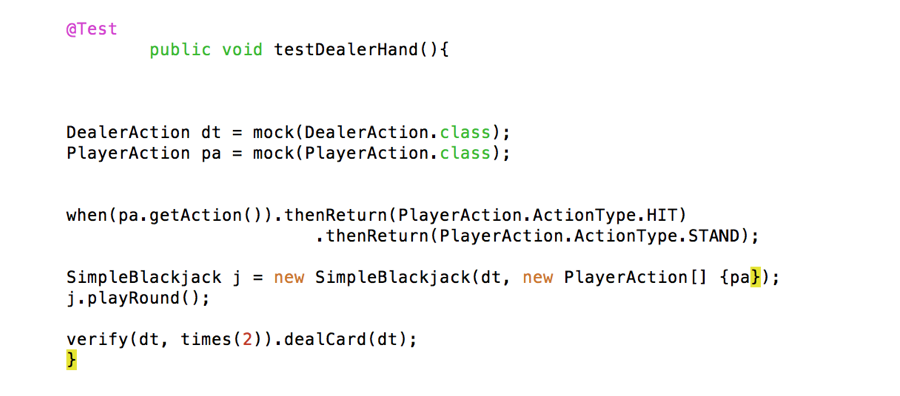 @Test
public void testDealerHand(){
DealerAction dt = mock(DealerAction.class);
PlayerAction pa = mock(PlayerAction.class);
when(pa.getAction()).thenReturn(PlayerAction.ActionType.HIT)
.thenReturn(PlayerAction.ActionType.STAND);
SimpleBlackjack j = new SimpleBlackjack(dt, new PlayerAction[] {pa});
j.playRound();
verify(dt, times(2)).dealCard(dt);
}